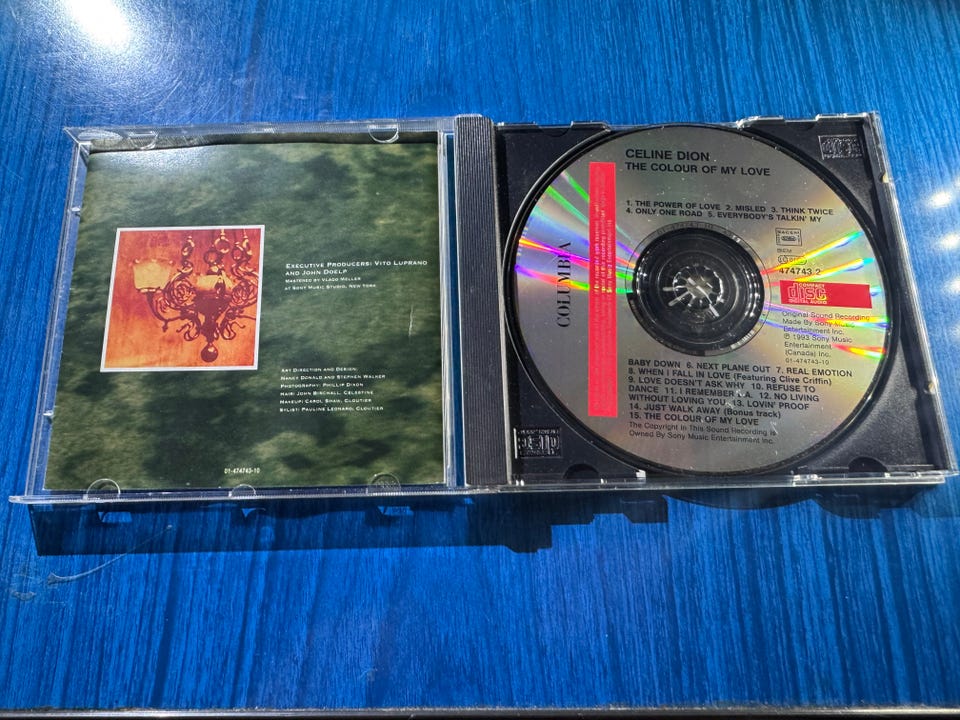 EXECUTIVE PRODUCERS: VITO LUPRANO
AND JOHN DOELP
MASTERED BY VLADO MELLER
AT SONY MUSIC STUDIO, NEW YORK
ART DIRECTION AND DESIGN:
NANCY DONALD AND STEPHEN WALKER
PHOTOGRAPHY: PHILLIP DIXON
HAIR: JOHN BIRCHALL, CELESTINE
MAKEUP: CAROL SHAW, CLOUTIER
STLIST: PAULINE LEONARD, CLOUTIER
01-474743-10
CELINE DION
THE COLOUR OF MY LOVE
1. THE POWER OF LOVE 2. MISLED 3. THINK TWICE
4. ONLY ONE ROAD 5. EVERYBODY'S TALKIN' MY
SACEM
BIEM
474743 2
COMPACT
disc
DIGITAL AUDIO
COLUMBIA
Original Sound Recording
Made By Sony Music
Entertainment Inc.
℗ 1993 Sony Music
Entertainment
(Canada) Inc.
01-474743-10
BABY DOWN 6. NEXT PLANE OUT 7. REAL EMOTION
8. WHEN I FALL IN LOVE (Featuring Clive Griffin)
9. LOVE DOESN'T ASK WHY 10. REFUSE TO
DANCE 11. I REMEMBER L.A. 12. NO LIVING
WITHOUT LOVING YOU 13. LOVIN' PROOF
14. JUST WALK AWAY (Bonus track)
15. THE COLOUR OF MY LOVE
The Copyright in This Sound Recording is
Owned By Sony Music Entertainment Inc.